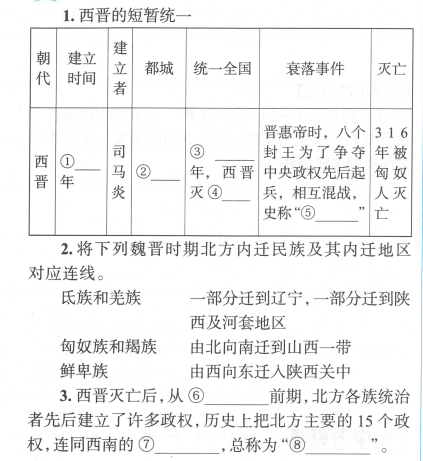 1. 西晋的短暂统一
朝代 建立时间 建立者 都城 统一全国 衰落事件 灭亡
西晋 ①____年 司马炎 ②____ ③____年，西晋灭④____ 晋惠帝时，八个封王为了争夺中央政权先后起兵，相互混战，史称“⑤______” 316年被匈奴人灭亡
2. 将下列魏晋时期北方内迁民族及其内迁地区
对应连线。
氐族和羌族 一部分迁到辽宁，一部分迁到陕
西及河套地区
匈奴族和羯族 由北向南迁到山西一带
鲜卑族 由西向东迁入陕西关中
3. 西晋灭亡后，从⑥________前期，北方各族统治
者先后建立了许多政权，历史上把北方主要的15个政
权，连同西南的⑦________，总称为“⑧________”。